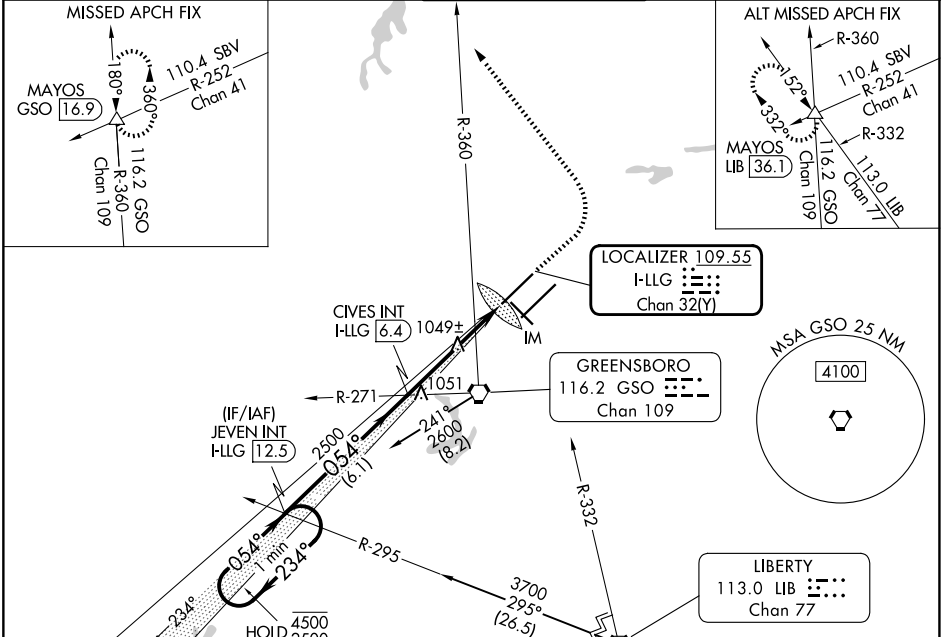 MISSED APCH FIX
180°
360°
110.4 SBV
R-252
Chan 41
MAYOS
GSO 16.9
116.2 GSO
R-360
Chan 109
R-360
ALT MISSED APCH FIX
R-360
152°
332°
110.4 SBV
R-252
Chan 41
R-332
MAYOS
LIB 36.1
116.2 GSO
Chan 109
113.0 LIB
Chan 77
LOCALIZER 109.55
I-LLG
Chan 32(Y)
CIVES INT
I-LLG 6.4
1049±
IM
MSA GSO 25 NM
4100
GREENSBORO
116.2 GSO
Chan 109
R-271
1051
241°
2600
(8.2)
(IF/IAF)
JEVEN INT
I-LLG 12.5
2500
054°
(6.1)
R-332
054°
1 min
234°
R-295
234°
3700
295°
(26.5)
LIBERTY
113.0 LIB
Chan 77
HOLD 4500